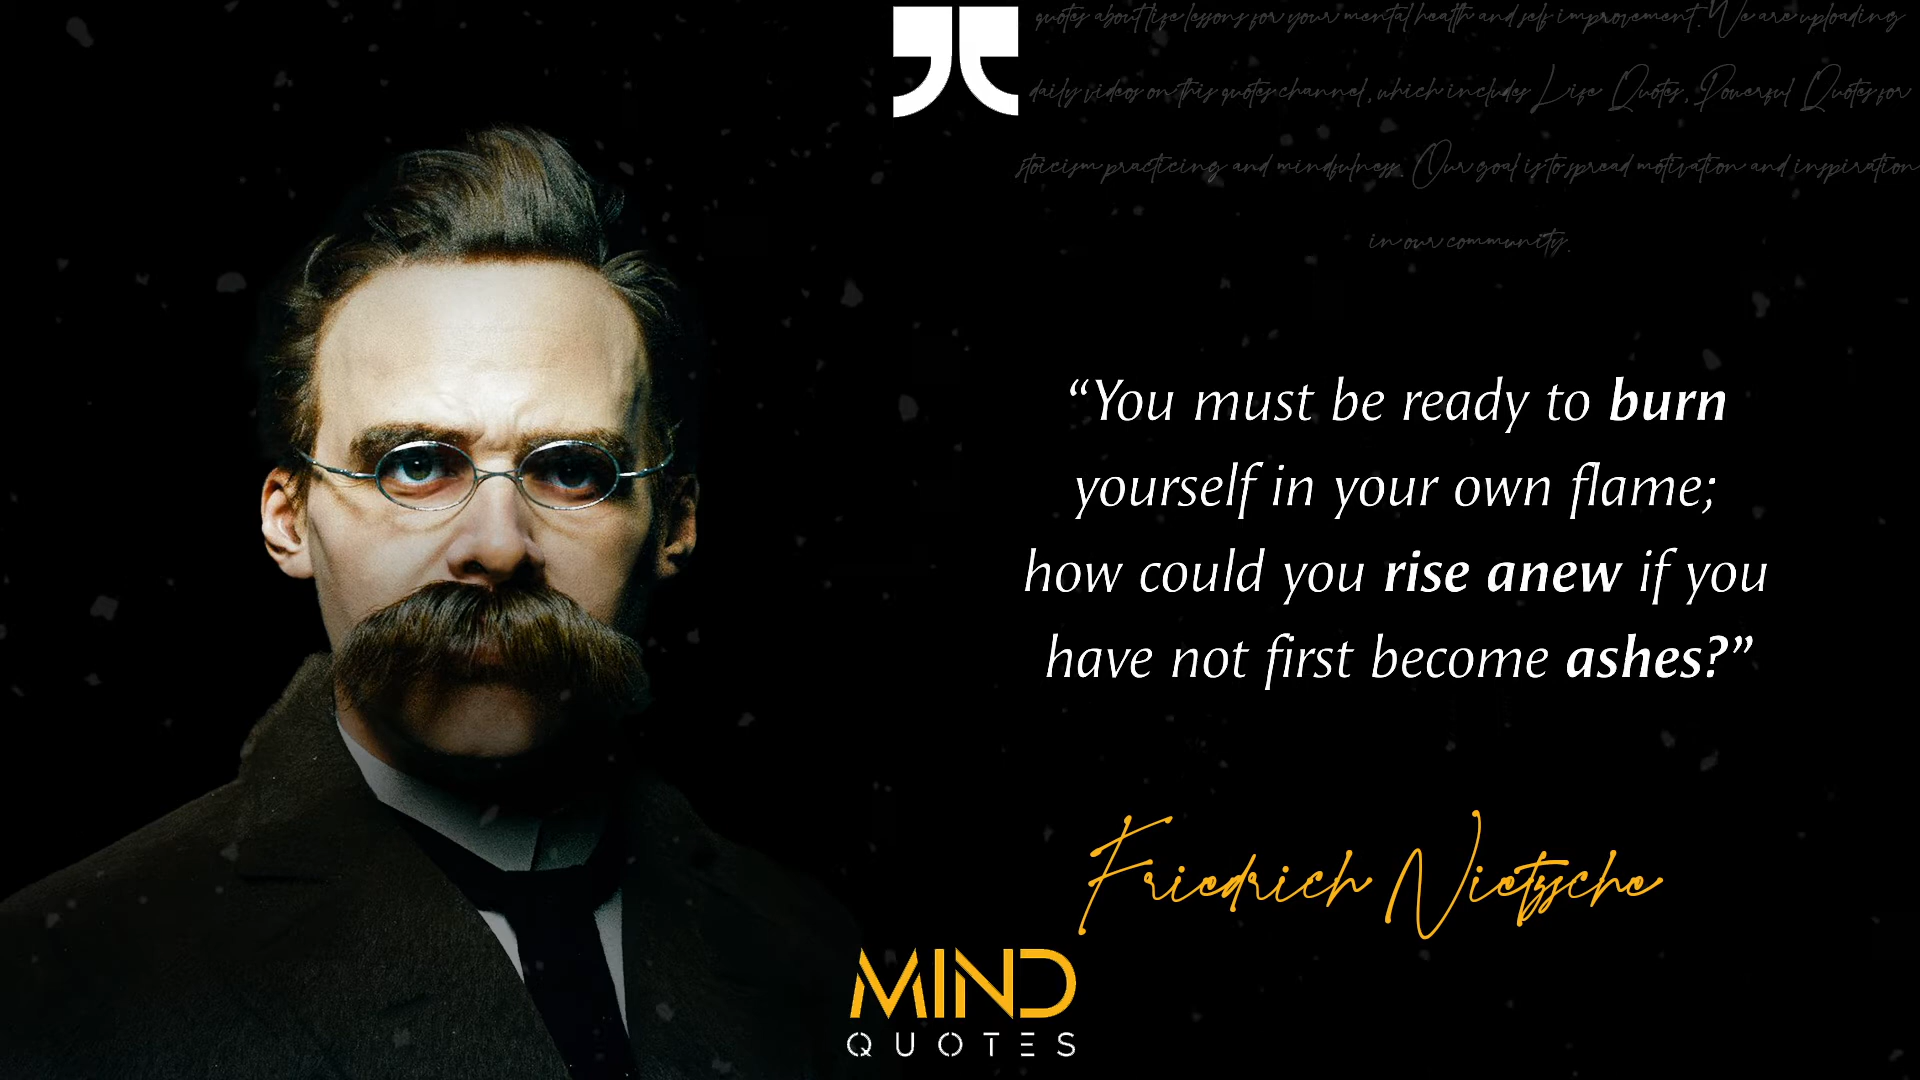 quotes about life lessons for your mental health and self improvement. We are uploading
daily videos on this quotes channel, which includes Life Quotes, Powerful Quotes for
stoicism practicing and mindfulness. Our goal is to spread motivation and inspiration
in our community.
“You must be ready to burn
yourself in your own flame;
how could you rise anew if you
have not first become ashes?”
Friedrich Nietzsche
MIND
QUOTES